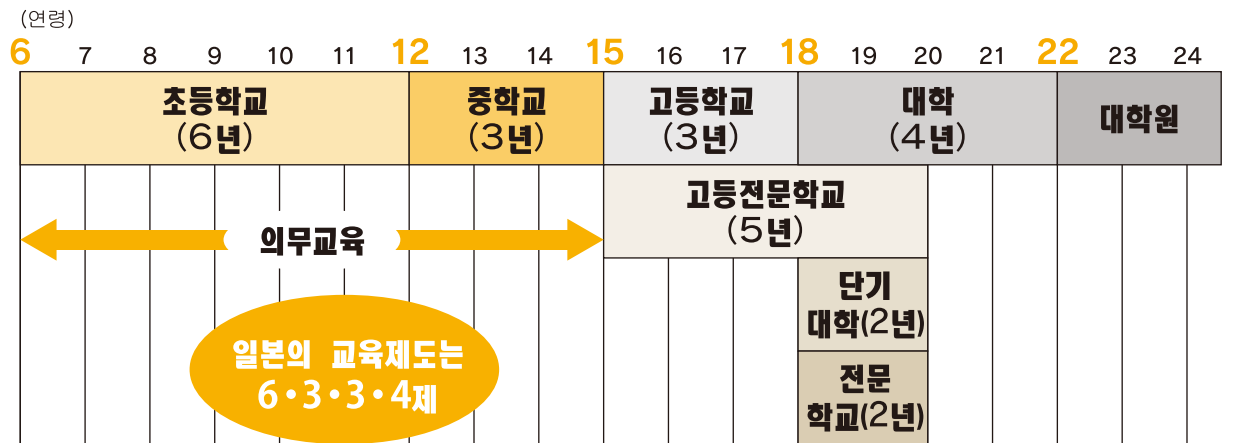 (연령)
6 7 8 9 10 11 12 13 14 15 16 17 18 19 20 21 22 23 24
초등학교
(6년)
중학교
(3년)
고등학교
(3년)
대학
(4년)
대학원
고등전문학교
(5년)
의무교육
단기
대학(2년)
전문
학교(2년)
일본의 교육제도는
6・3・3・4제